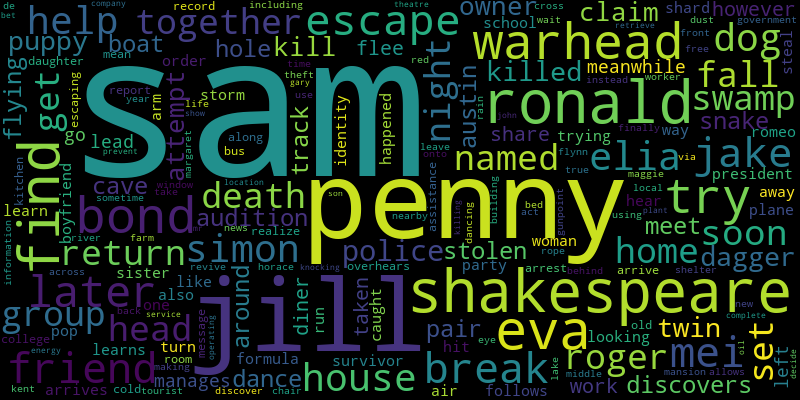 sam
penny
jill
shakespeare
ronald
warhead
find
bond
friend
eva
try
escape
jake
elia
house
home
death
simon
break
group
later
return
together
help
get
head
roger
mei
set
night
named
fall
dog
swamp
soon
dagger
police
stolen
twin
discovers
pair
meet
killed
claim
kill
hole
cave
audition
attempt
puppy
boat
flying
flee
storm
track
identity
happened
austin
share
snake
owner
school
however
meanwhile
shard
steal
record
including
cross
wait
dust
front
free
government
theatre
company
de
bet
daughter
mean
order
theft
gary
time
red
report
year
life
use
show
escaping
arm
lead
go
along
bus
prevent
margaret
boyfriend
kitchen
window
take
learn
location
sometime
river
farm
mr
news
realize
son
nearby
leave
onto
assistance
killing
dancing
building
bed
act
gunpoint
using
plant
local
hear
maggie
via
true
flynn
john
finally
trying
way
romeo
president
worker
instead
rain
retrieve
away
plane
woman
party
overhears
rope
arrest
behind
arrive
shelter
looking
old
hit
eye
follows
air
lake
middle
work
mansion
allows
new
complete
oil
left
decide
information
across
sister
like
also
one
back
pop
learns
turn
room
service
college
energy
kent
arrives
cold
tourist
making
manages
discover
dance
chair
message
operating
formula
around
diner
run
taken
caught
survivor
revive
horace
knocking